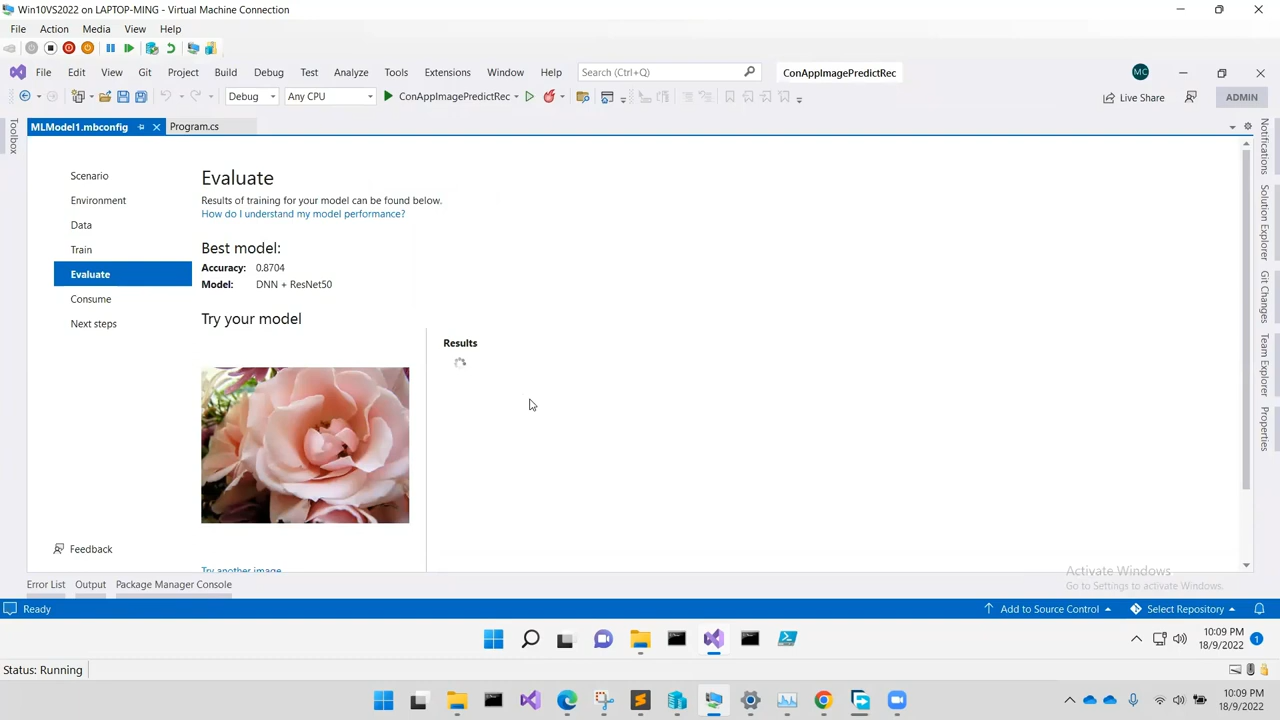 Win10VS2022 on LAPTOP-MING - Virtual Machine Connection
File Action Media View Help
File Edit View Git Project Build Debug Test Analyze Tools Extensions Window Help Search (Ctrl+Q) ConAppImagePredictRec MC
Debug Any CPU ConAppImagePredictRec Live Share ADMIN
Toolbox
MLModel1.mbconfig Program.cs
Scenario
Environment
Data
Train
Evaluate
Consume
Next steps
Feedback
Evaluate
Results of training for your model can be found below.
How do I understand my model performance?
Best model:
Accuracy: 0.8704
Model: DNN + ResNet50
Try your model
Results
Try another image
Notifications
Solution Explorer
Git Changes
Team Explorer
Properties
Activate Windows
Go to Settings to activate Windows.
Error List Output Package Manager Console
Ready Add to Source Control Select Repository
10:09 PM
18/9/2022 1
Status: Running
10:09 PM
18/9/2022